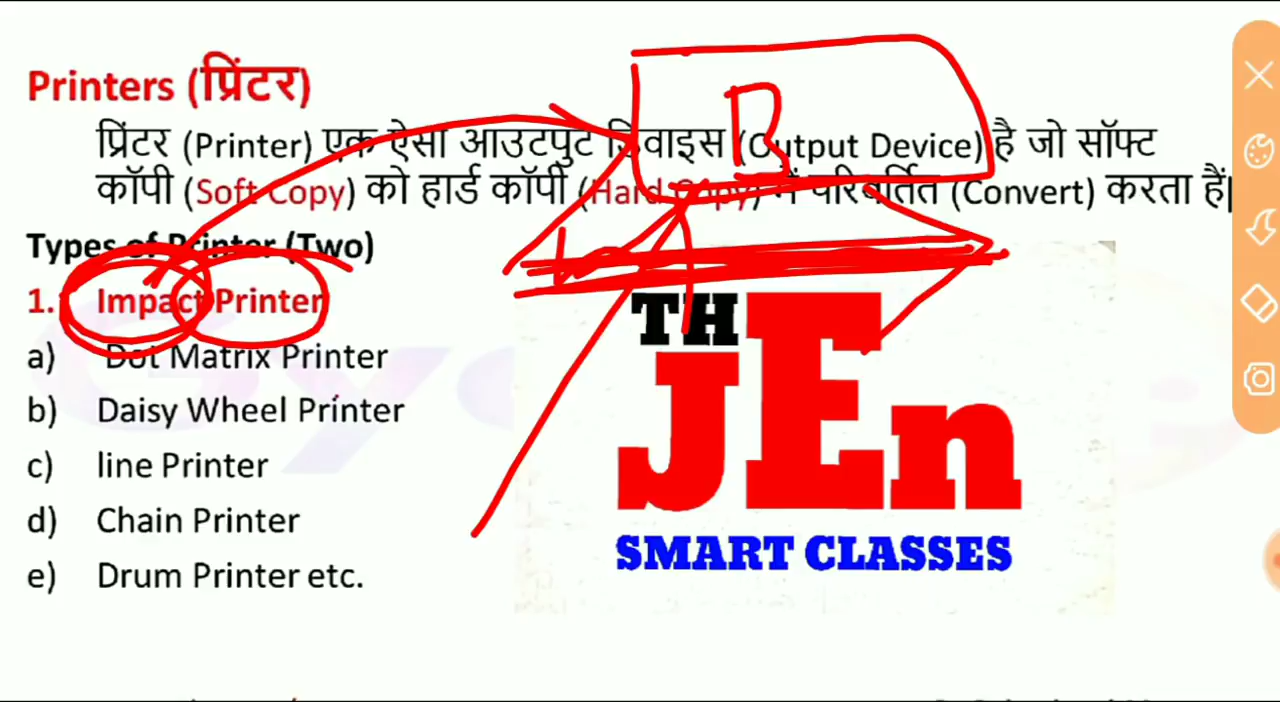 Printers (प्रिंटर)
प्रिंटर (Printer) एक ऐसा आउटपुट डिवाइस (Output Device) है जो सॉफ्ट
कॉपी (Soft Copy) को हार्ड कॉपी (Hard Copy) में परिवर्तित (Convert) करता हैं|
Types of Printer (Two)
B
1. Impact Printer
a) Dot Matrix Printer
b) Daisy Wheel Printer
c) line Printer
d) Chain Printer
e) Drum Printer etc.
TH
JEn
SMART CLASSES